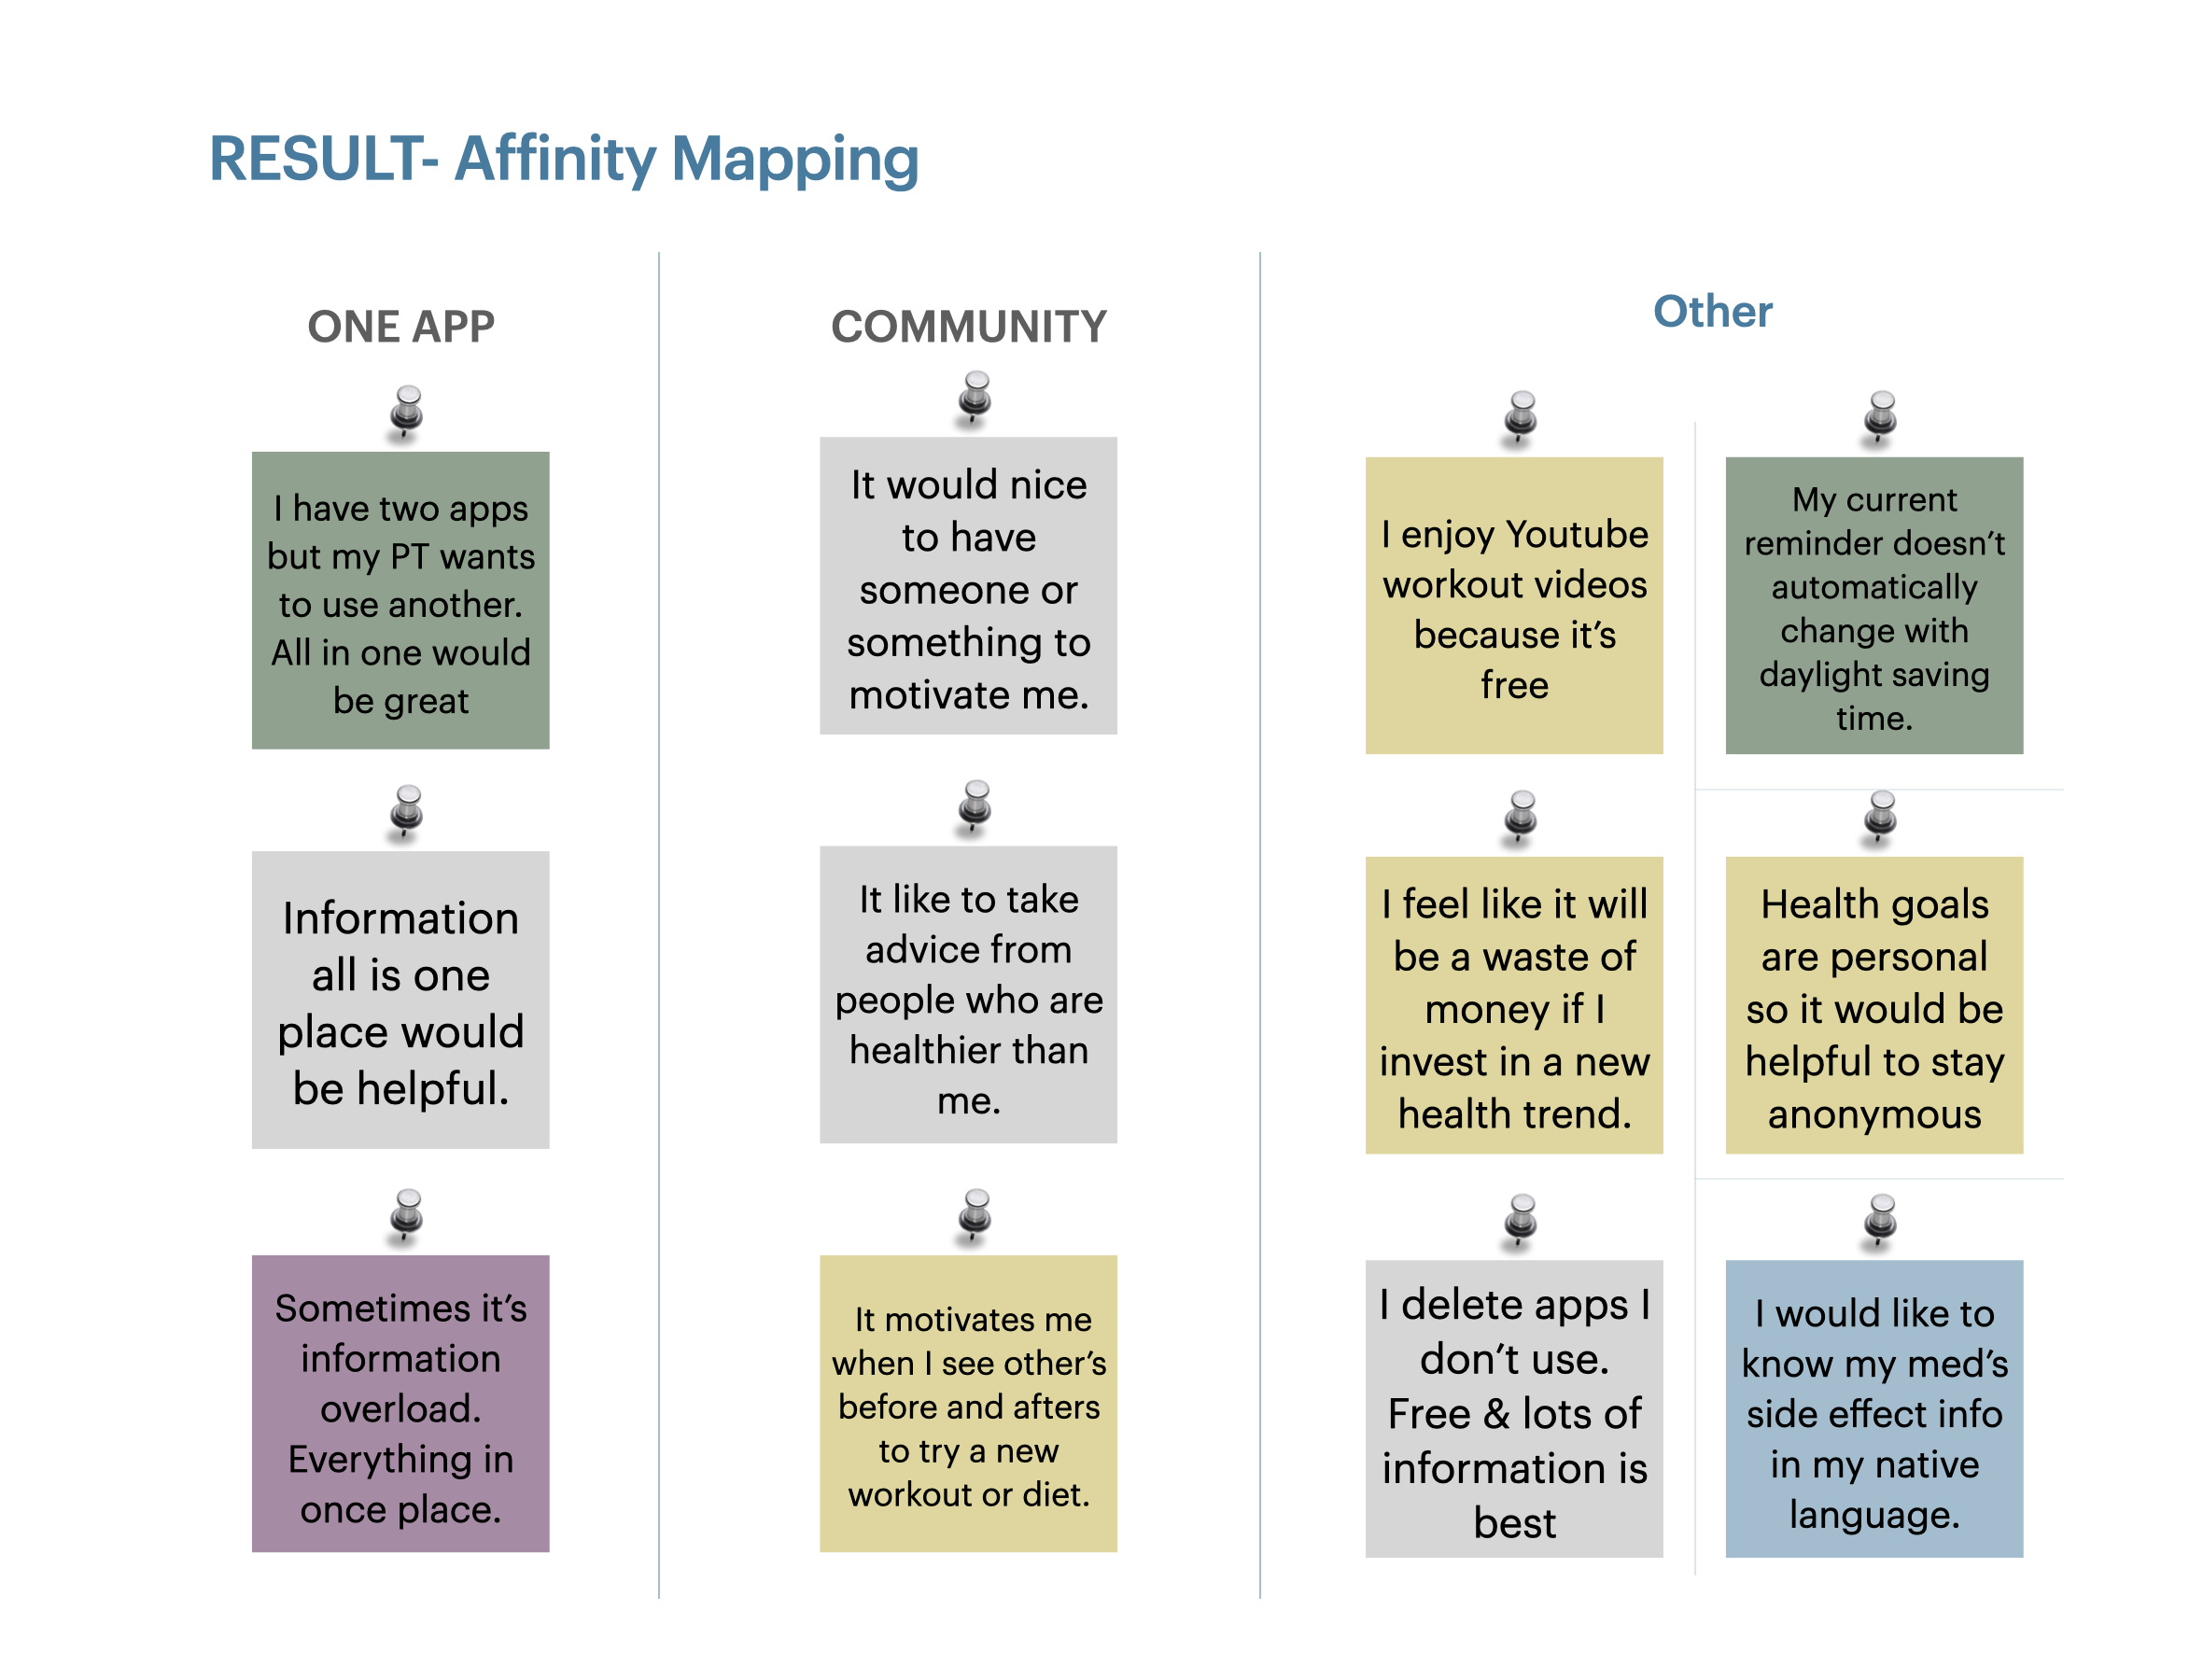 RESULT- Affinity Mapping
ONE APP
I have two apps
but my PT wants
to use another.
All in one would
be great
Information
all is one
place would
be helpful.
Sometimes it's
information
overload.
Everything in
once place.
COMMUNITY
It would nice
to have
someone or
something to
motivate me.
It like to take
advice from
people who are
healthier than
me.
It motivates me
when I see other's
before and afters
to try a new
workout or diet.
Other
I enjoy Youtube
workout videos
because it's
free
I feel like it will
be a waste of
money if I
invest in a new
health trend.
I delete apps I
don't use.
Free & lots of
information is
best
My current
reminder doesn't
automatically
change with
daylight saving
time.
Health goals
are personal
so it would be
helpful to stay
anonymous
I would like to
know my med's
side effect info
in my native
language.